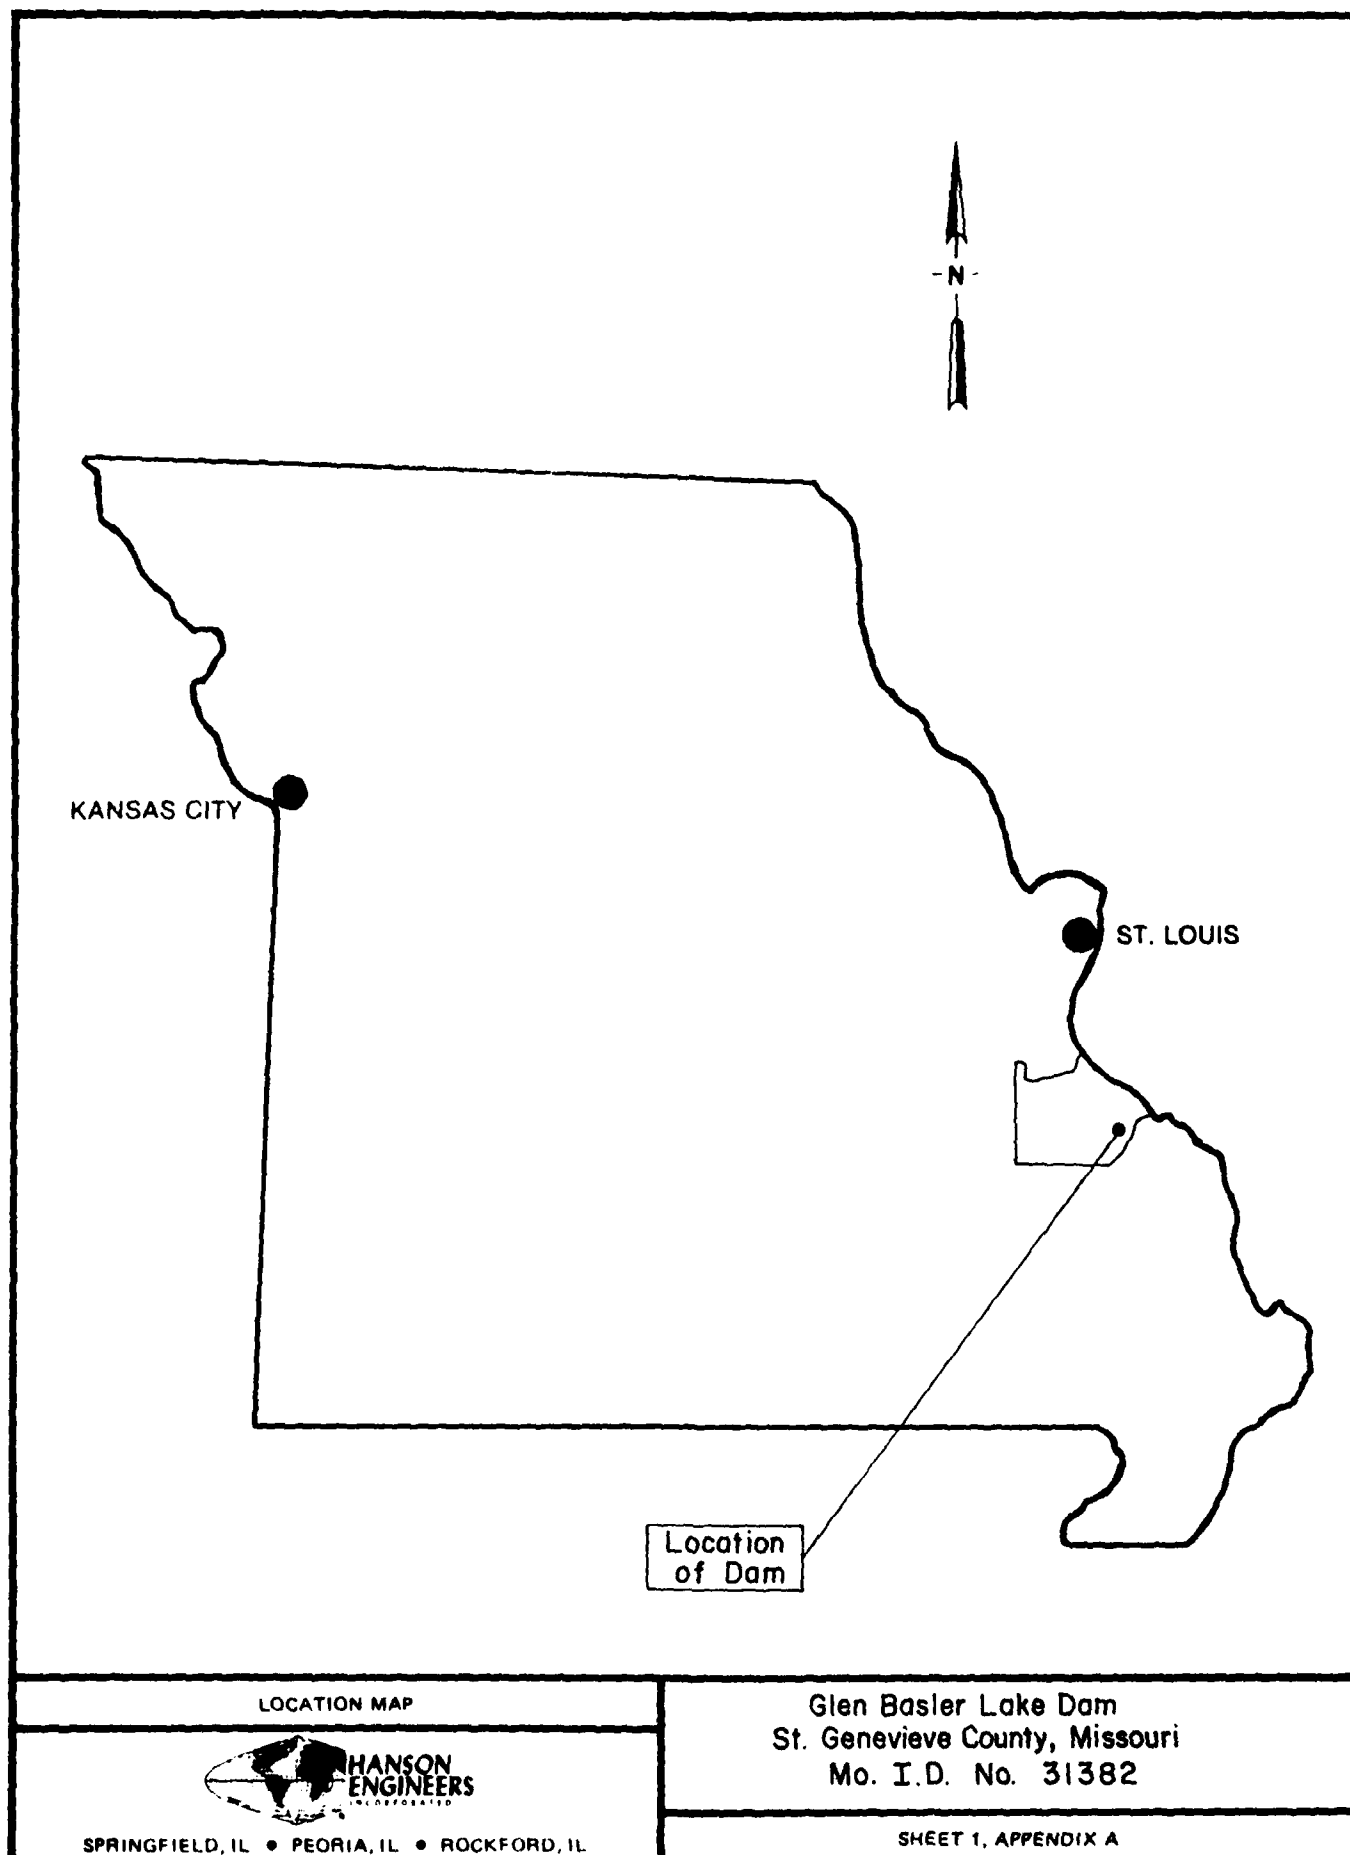 N
KANSAS CITY
ST. LOUIS
Location
of Dam
LOCATION MAP
HANSON
ENGINEERS
INCORPORATED
SPRINGFIELD, IL • PEORIA, IL • ROCKFORD, IL
Glen Basler Lake Dam
St. Genevieve County, Missouri
Mo. I.D. No. 31382
SHEET 1, APPENDIX A